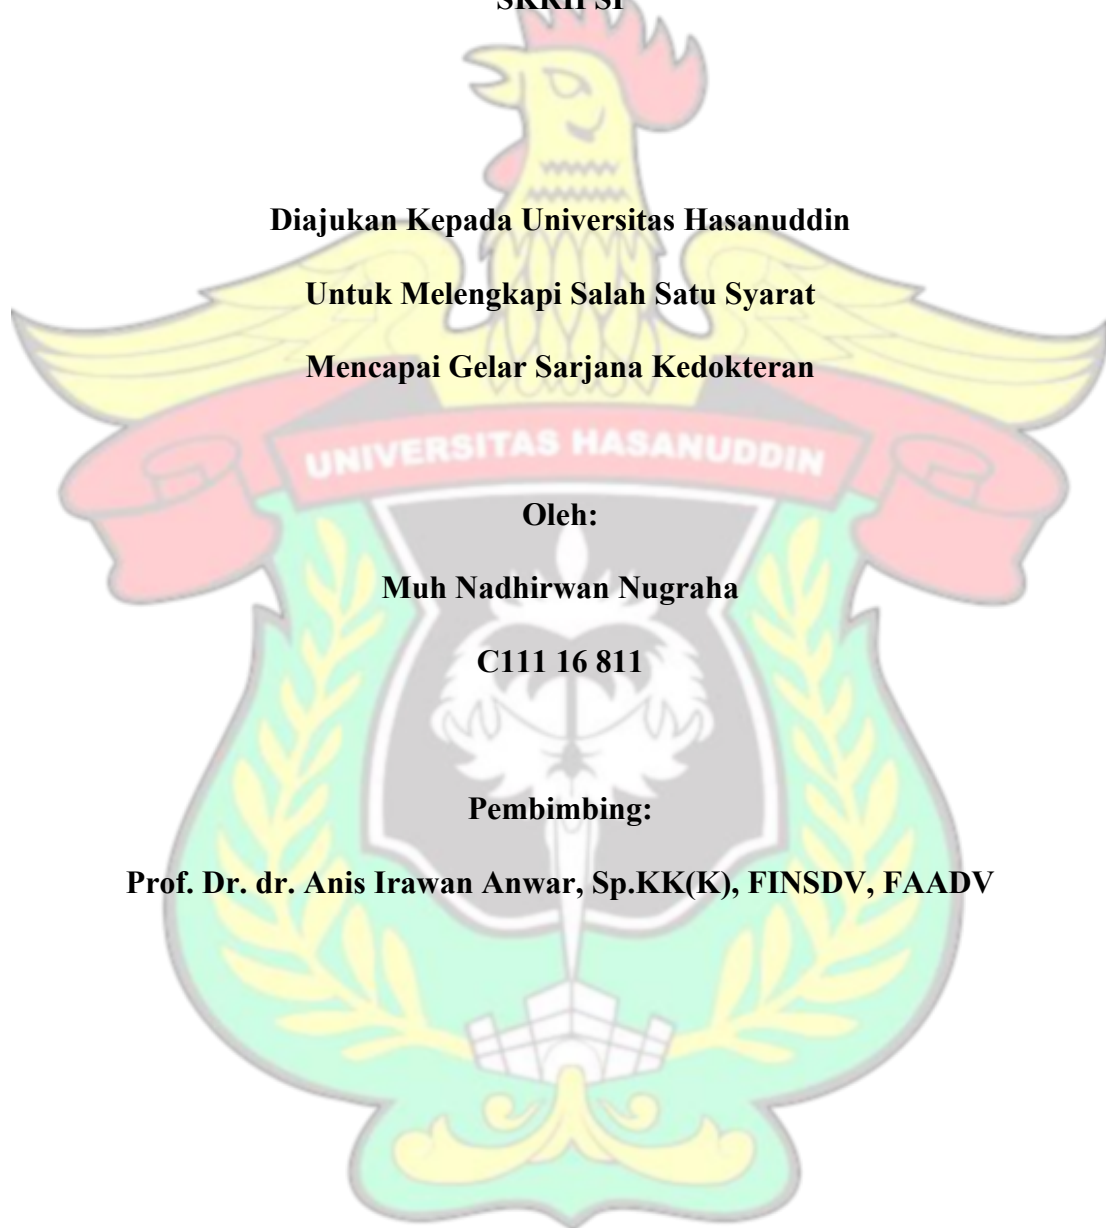 SKRIPSI
Diajukan Kepada Universitas Hasanuddin
Untuk Melengkapi Salah Satu Syarat
Mencapai Gelar Sarjana Kedokteran
UNIVERSITAS HASANUDDIN
Oleh:
Muh Nadhirwan Nugraha
C111 16 811
Pembimbing:
Prof. Dr. dr. Anis Irawan Anwar, Sp.KK(K), FINSDV, FAADV